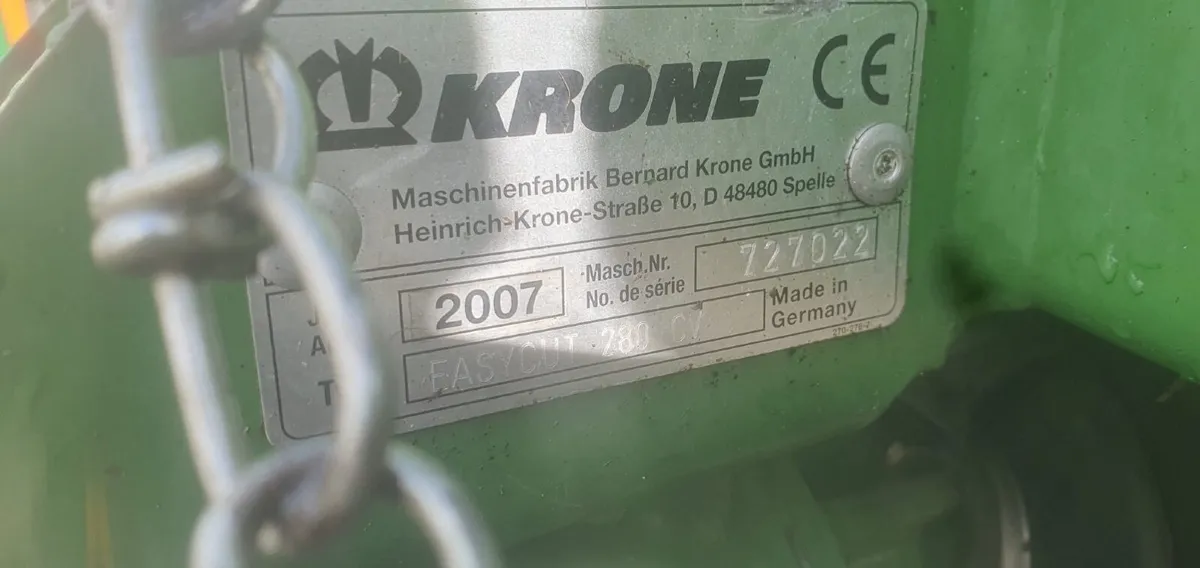 KRONE CE
Maschinenfabrik Bernard Krone GmbH
Heinrich-Krone-Straße 10, D 48480 Spelle
2007 Masch.Nr. 727022
No. de série
EASYCUT 280 CV Made in
Germany